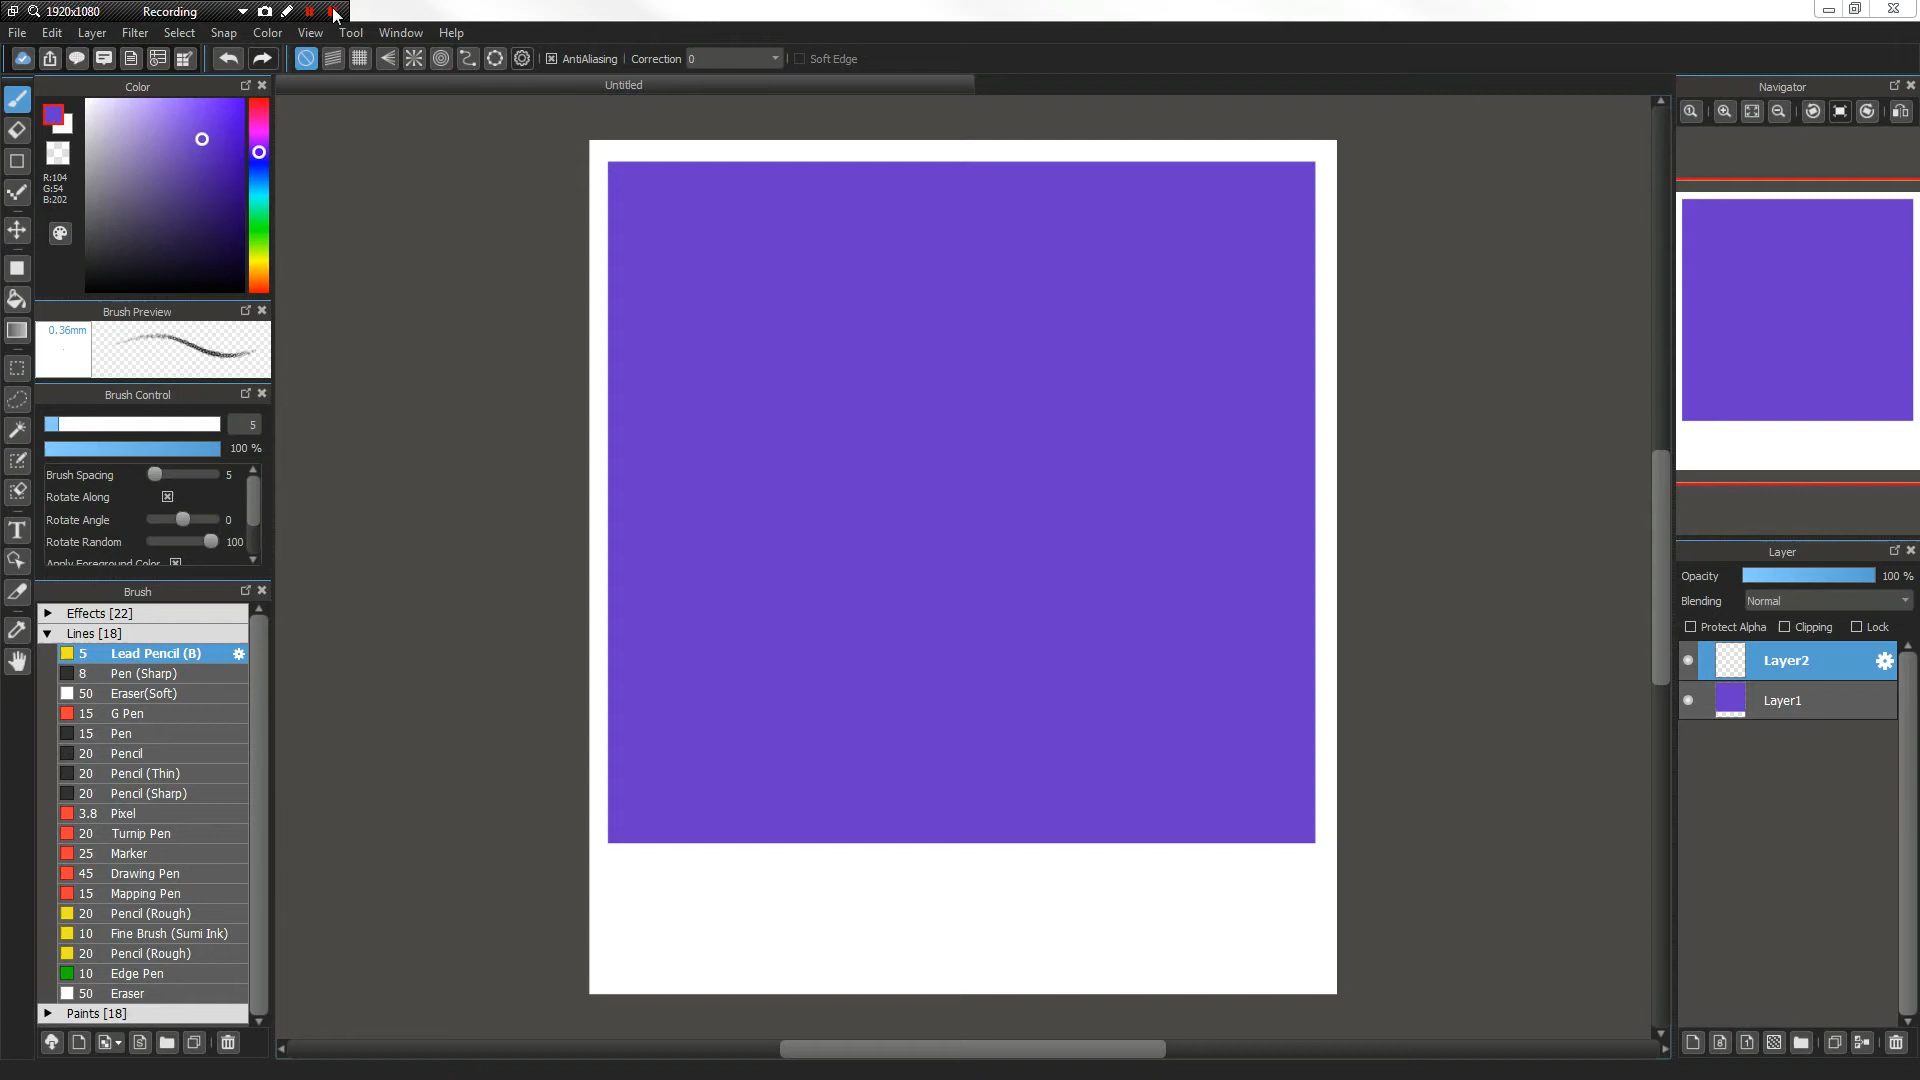 1920x1080 Recording
File Edit Layer Filter Select Snap Color View Tool Window Help
AntiAliasing Correction 0 Soft Edge
Color
Untitled
Navigator
R:104
G:54
B:202
Brush Preview
0.36mm
Brush Control
5
100 %
Brush Spacing 5
Rotate Along
Rotate Angle 0
Rotate Random 100
Apply Foreground Color
Brush
Effects [22]
Lines [18]
5 Lead Pencil (B)
8 Pen (Sharp)
50 Eraser(Soft)
15 G Pen
15 Pen
20 Pencil
20 Pencil (Thin)
20 Pencil (Sharp)
3.8 Pixel
20 Turnip Pen
25 Marker
45 Drawing Pen
15 Mapping Pen
20 Pencil (Rough)
10 Fine Brush (Sumi Ink)
20 Pencil (Rough)
10 Edge Pen
50 Eraser
Paints [18]
Layer
Opacity 100 %
Blending Normal
Protect Alpha Clipping Lock
Layer2
Layer1